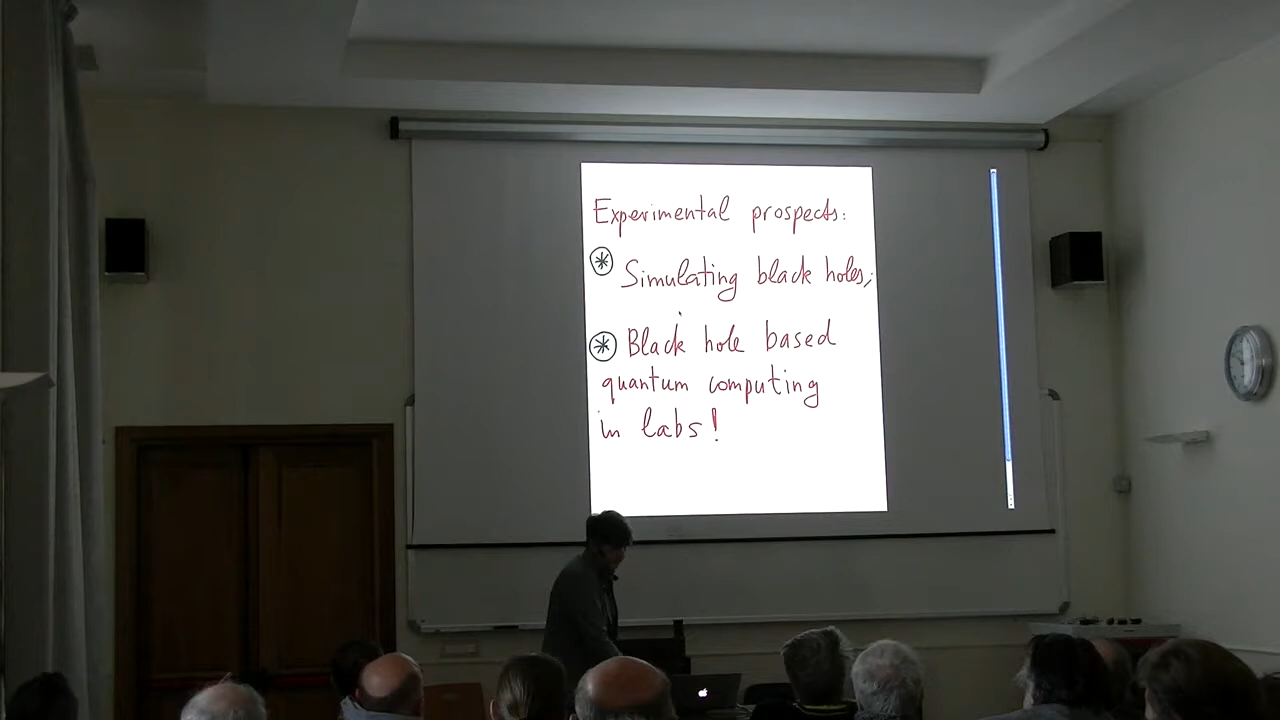 Experimental prospects:
* Simulating black holes;
* Black hole based
quantum computing
in labs!